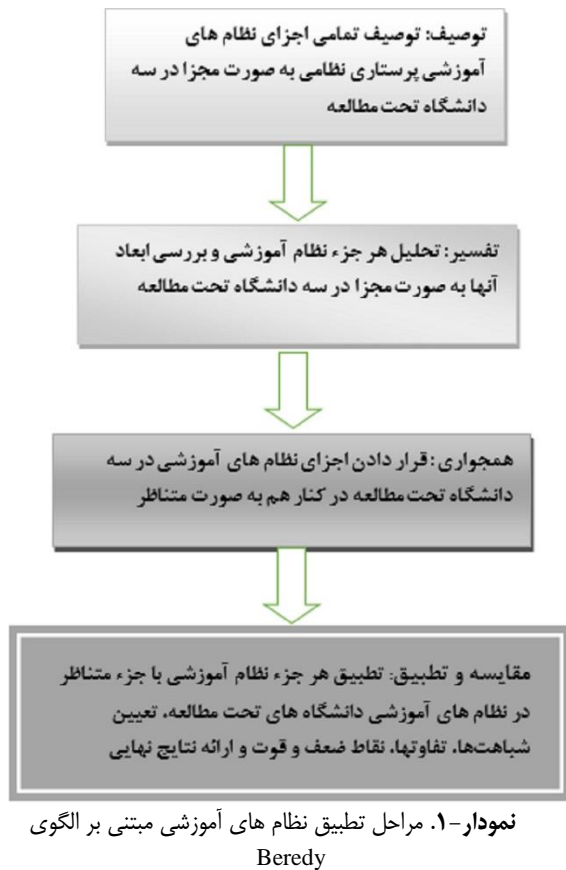 توصیف: توصیف تمامی اجزای نظام های
آموزشی پرستاری نظامی به صورت مجزا در سه
دانشگاه تحت مطالعه
تفسیر: تحلیل هر جزء نظام آموزشی و بررسی ابعاد
آنها به صورت مجزا در سه دانشگاه تحت مطالعه
همجواری: قرار دادن اجزای نظام های آموزشی در سه
دانشگاه تحت مطالعه در کنار هم به صورت متناظر
مقایسه و تطبیق: تطبیق هر جزء نظام آموزشی با جزء متناظر
در نظام های آموزشی دانشگاه های تحت مطالعه، تعیین
شباهت‌ها، تفاوتها، نقاط ضعف و قوت و ارائه نتایج نهایی
نمودار-۱. مراحل تطبیق نظام های آموزشی مبتنی بر الگوی
Beredy